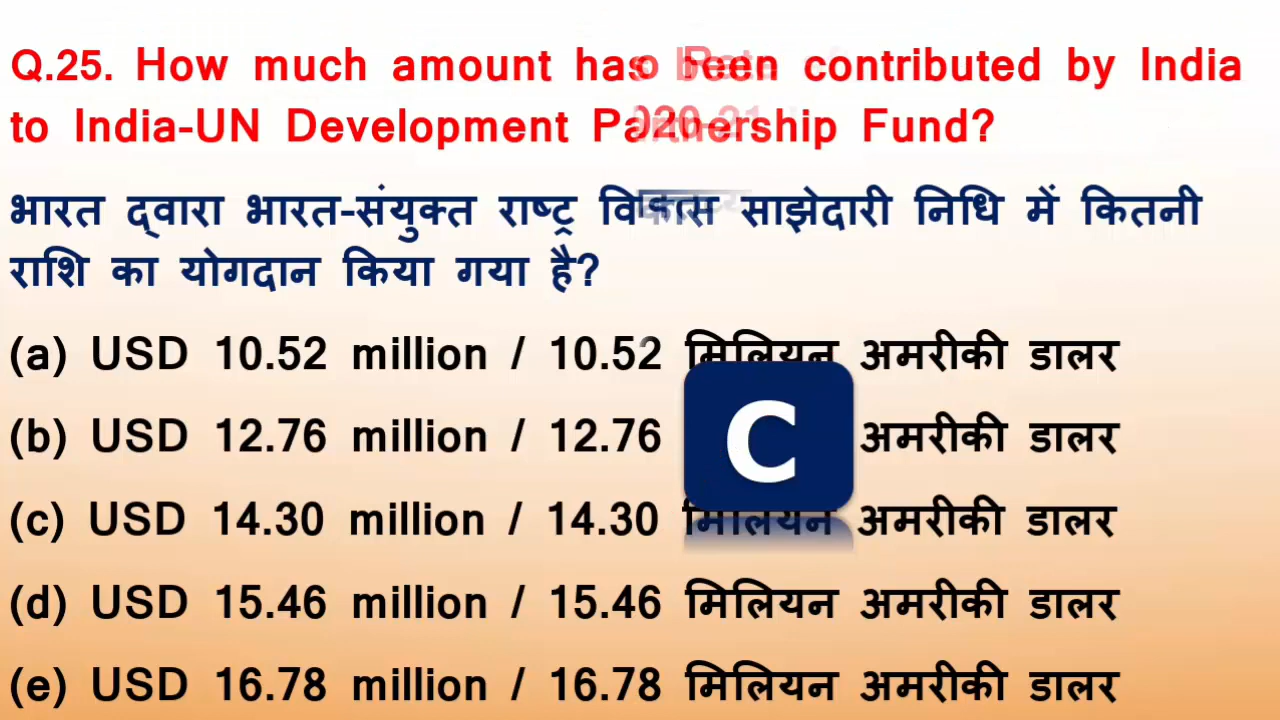 Q.25. How much amount has been contributed by India
to India-UN Development Partnership Fund?
भारत द्वारा भारत-संयुक्त राष्ट्र विकास साझेदारी निधि में कितनी
राशि का योगदान किया गया है?
(a) USD 10.52 million / 10.52 मिलियन अमरीकी डालर
(b) USD 12.76 million / 12.76 अमरीकी डालर
C
(c) USD 14.30 million / 14.30 मिलियन अमरीकी डालर
(d) USD 15.46 million / 15.46 मिलियन अमरीकी डालर
(e) USD 16.78 million / 16.78 मिलियन अमरीकी डालर